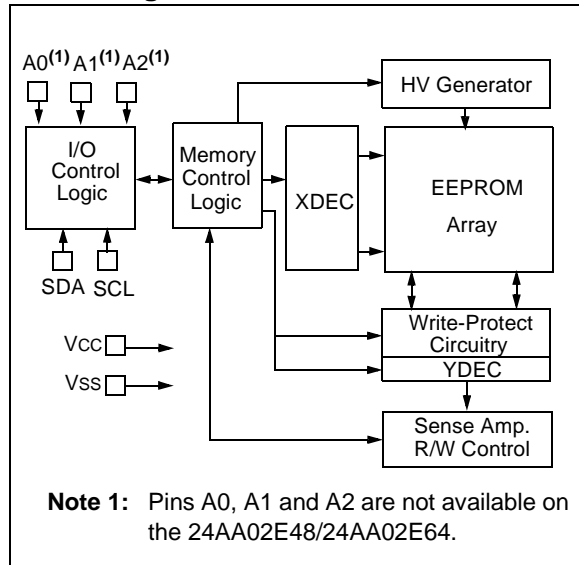 A0(1) A1(1) A2(1)
HV Generator
I/O
Control
Logic
Memory
Control
Logic
XDEC
EEPROM
Array
SDA SCL
Vcc
Vss
Write-Protect
Circuitry
YDEC
Sense Amp.
R/W Control
Note 1: Pins A0, A1 and A2 are not available on
the 24AA02E48/24AA02E64.